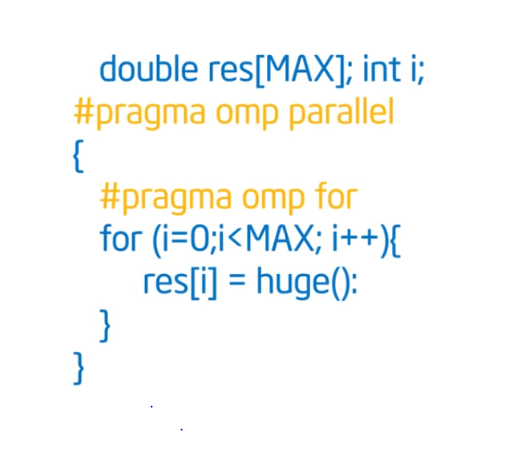 double res[MAX]; int i;
#pragma omp parallel
{
#pragma omp for
for (i=0;i<MAX; i++){
res[i] = huge():
}
}